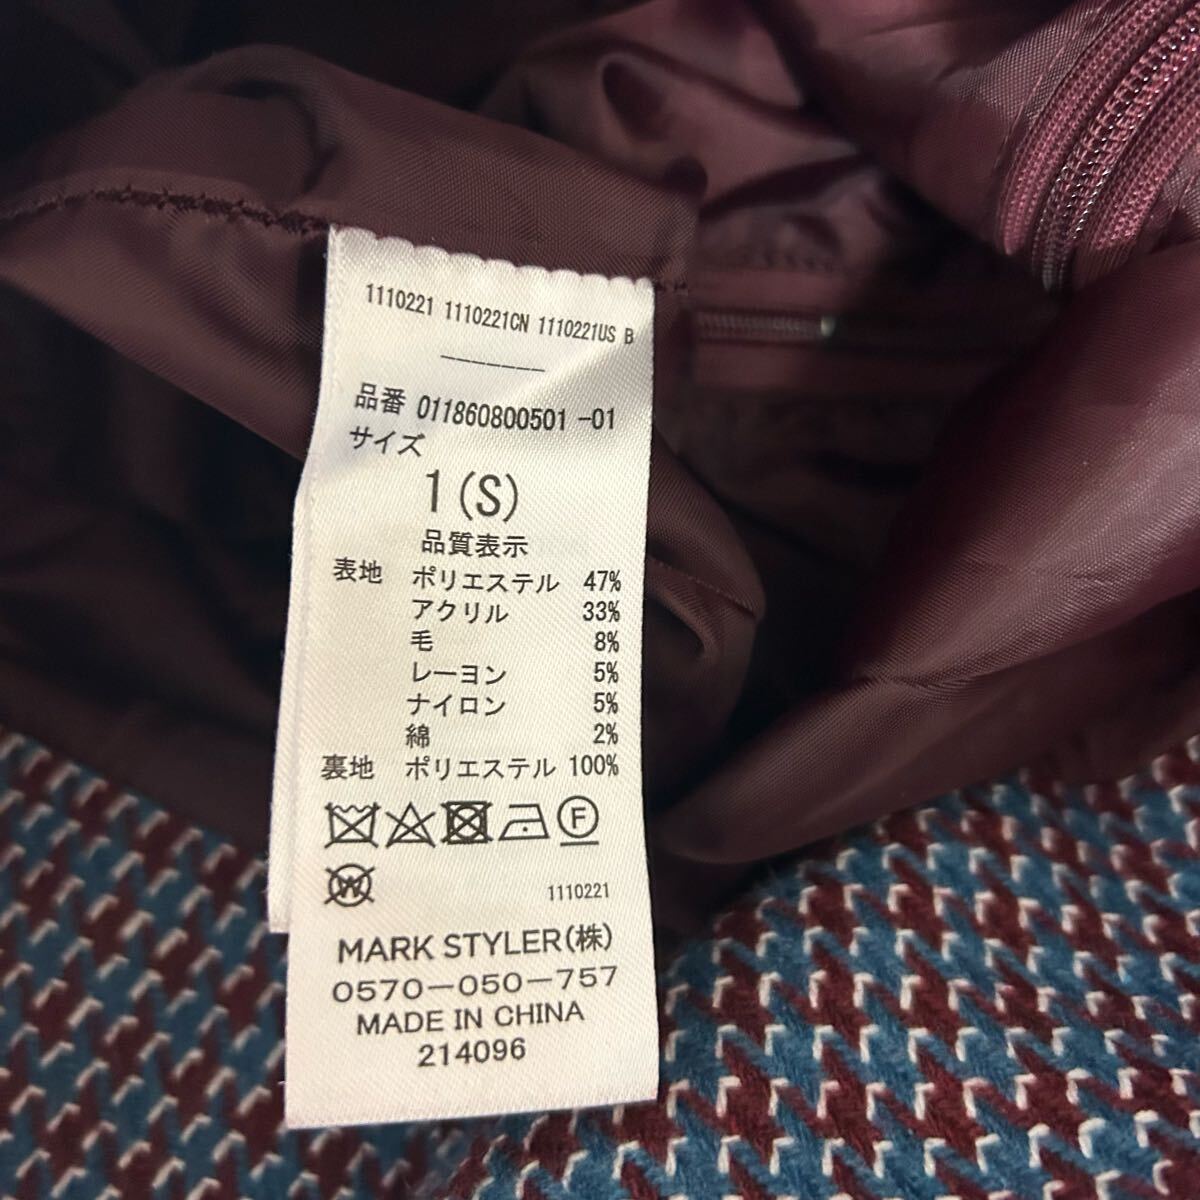 1110221 1110221CN 1110221US B
--------
品番 011860800501 -01
サイズ
1(S)
品質表示
表地 ポリエステル 47%
アクリル 33%
毛 8%
レーヨン 5%
ナイロン 5%
綿 2%
裏地 ポリエステル 100%
F
W
1110221
MARK STYLER(株)
0570-050-757
MADE IN CHINA
214096